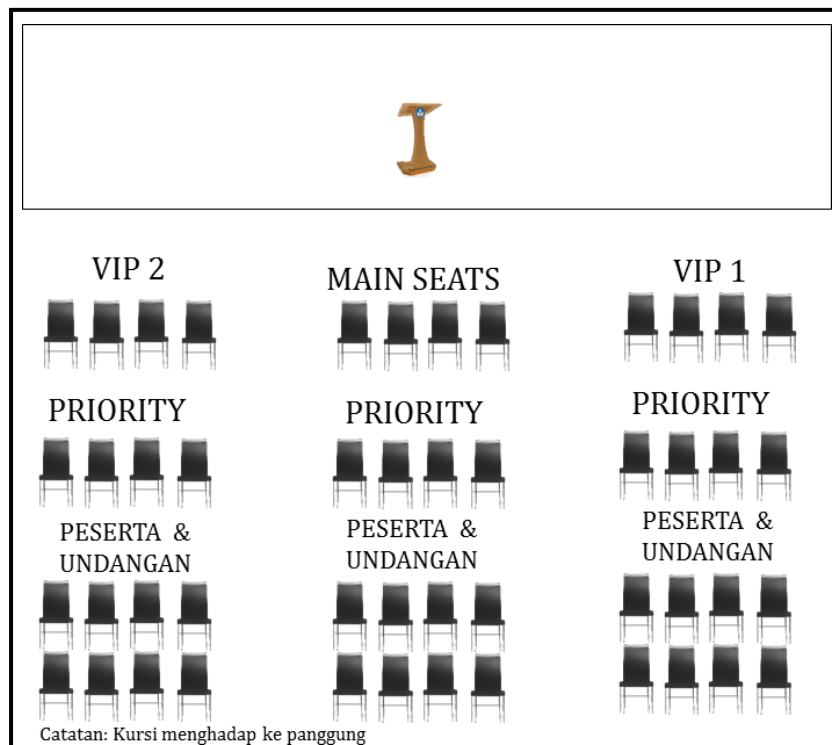 VIP 2
MAIN SEATS
VIP 1
PRIORITY
PRIORITY
PRIORITY
PESERTA &
UNDANGAN
PESERTA &
UNDANGAN
PESERTA &
UNDANGAN
Catatan: Kursi menghadap ke panggung